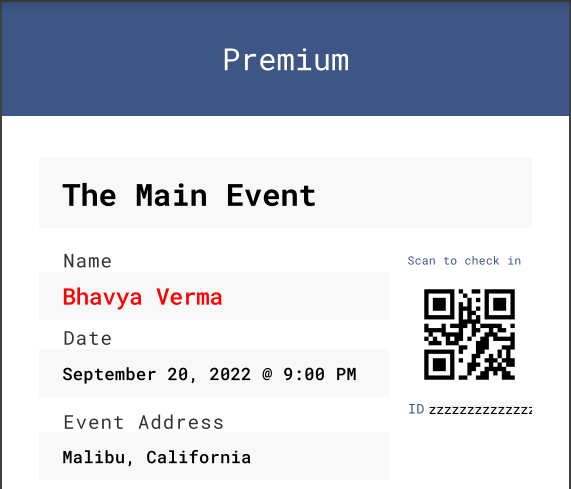 Premium
The Main Event
Name
Bhavya Verma
Date
September 20, 2022 @ 9:00 PM
Event Address
Malibu, California
Scan to check in
ID zzzzzzzzzzzzzz